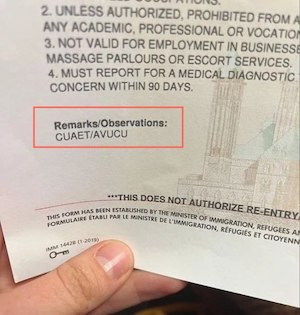 2. UNLESS AUTHORIZED, PROHIBITED FROM A
ANY ACADEMIC, PROFESSIONAL OR VOCATION
3. NOT VALID FOR EMPLOYMENT IN BUSINESSE
MASSAGE PARLOURS OR ESCORT SERVICES.
4. MUST REPORT FOR A MEDICAL DIAGNOSTIC
CONCERN WITHIN 90 DAYS.
Remarks/Observations:
CUAET/AVUCU
***THIS DOES NOT AUTHORIZE RE-ENTRY
THIS FORM HAS BEEN ESTABLISHED BY THE MINISTER OF IMMIGRATION, REFUGEES AN
FORMULAIRE ÉTABLI PAR LE MINISTRE DE L'IMMIGRATION, RÉFUGIÉS ET CITOYENN
IMM 1442B (1-2019)